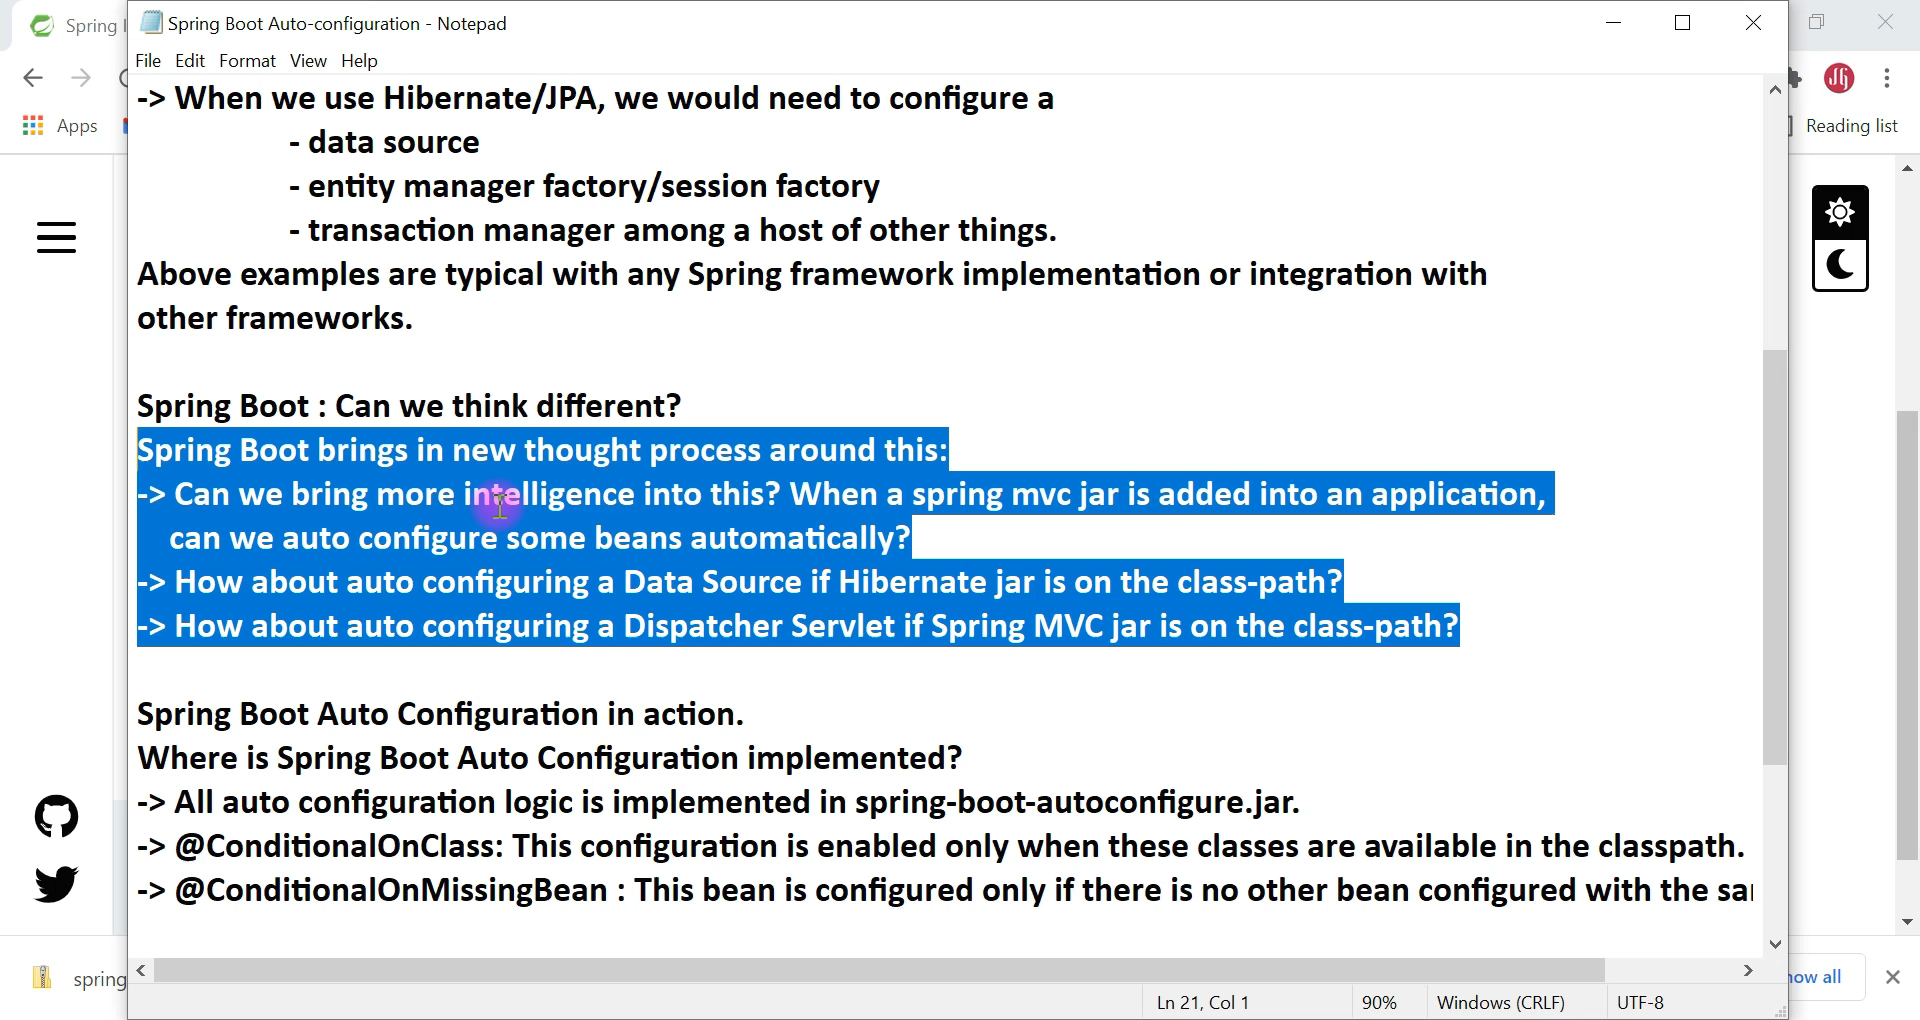 Spring
Spring Boot Auto-configuration - Notepad
File Edit Format View Help
Apps
Reading list
-> When we use Hibernate/JPA, we would need to configure a
- data source
- entity manager factory/session factory
- transaction manager among a host of other things.
Above examples are typical with any Spring framework implementation or integration with
other frameworks.
Spring Boot : Can we think different?
Spring Boot brings in new thought process around this:
-> Can we bring more intelligence into this? When a spring mvc jar is added into an application,
can we auto configure some beans automatically?
-> How about auto configuring a Data Source if Hibernate jar is on the class-path?
-> How about auto configuring a Dispatcher Servlet if Spring MVC jar is on the class-path?
Spring Boot Auto Configuration in action.
Where is Spring Boot Auto Configuration implemented?
-> All auto configuration logic is implemented in spring-boot-autoconfigure.jar.
-> @ConditionalOnClass: This configuration is enabled only when these classes are available in the classpath.
-> @ConditionalOnMissingBean : This bean is configured only if there is no other bean configured with the
spring
all
Ln 21, Col 1 90% Windows (CRLF) UTF-8